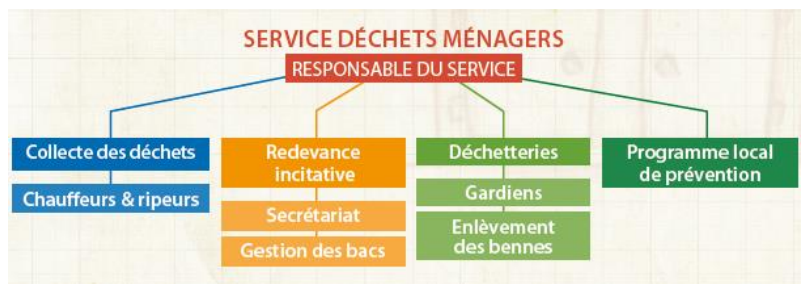 SERVICE DÉCHETS MÉNAGERS
RESPONSABLE DU SERVICE
Collecte des déchets
Chauffeurs & ripeurs
Redevance
incitative
Secrétariat
Gestion des bacs
Déchetteries
Gardiens
Enlèvement
des bennes
Programme local
de prévention